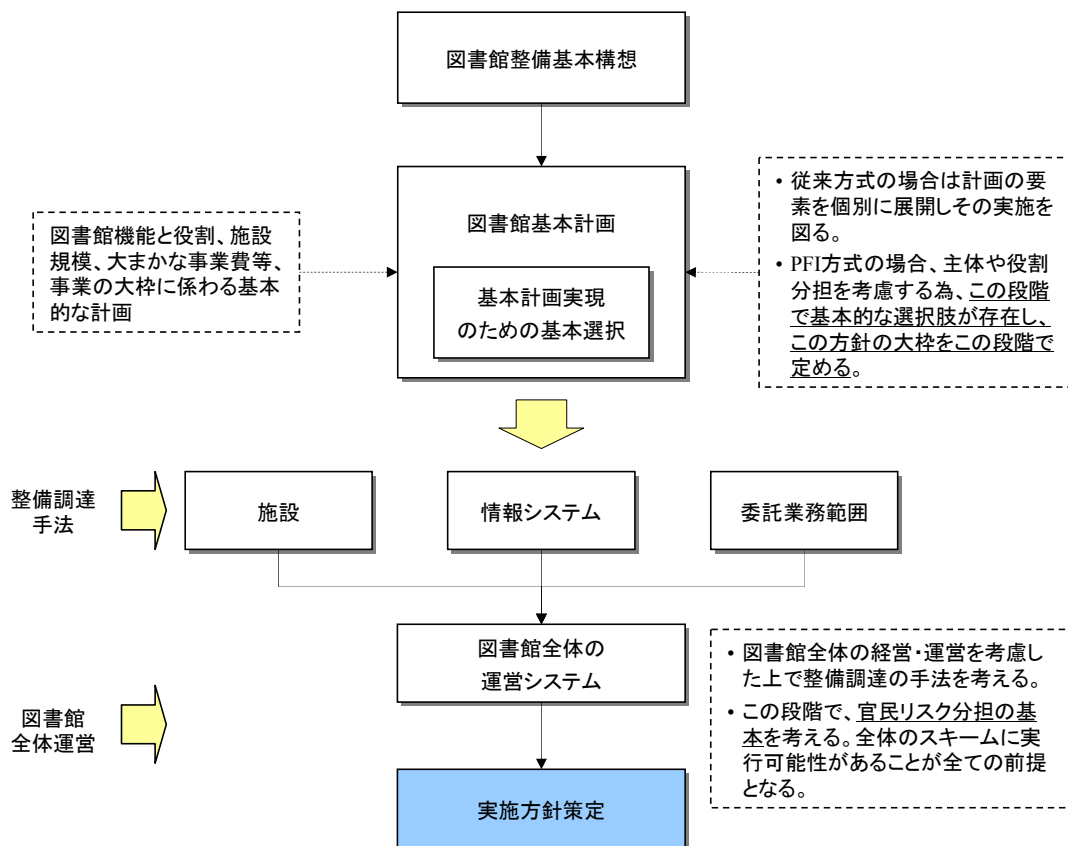 図書館整備基本構想
図書館基本計画
基本計画実現
のための基本選択
図書館機能と役割、施設
規模、大まかな事業費等、
事業の大枠に係わる基本
的な計画
・従来方式の場合は計画の要
素を個別に展開しその実施を
図る。
・PFI方式の場合、主体や役割
分担を考慮する為、この段階
で基本的な選択肢が存在し、
この方針の大枠をこの段階で
定める。
整備調達
手法
施設
情報システム
委託業務範囲
図書館全体の
運営システム
図書館
全体運営
・図書館全体の経営・運営を考慮し
た上で整備調達の手法を考える。
・この段階で、官民リスク分担の基
本を考える。全体のスキームに実
行可能性があることが全ての前提
となる。
実施方針策定